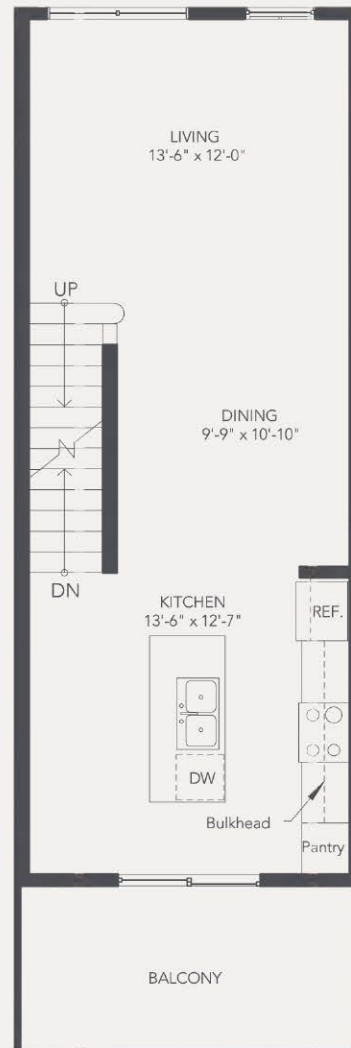 LIVING
13'-6" x 12'-0"
UP
DINING
9'-9" x 10'-10"
DN
KITCHEN
13'-6" x 12'-7"
REF.
DW
Bulkhead
Pantry
BALCONY